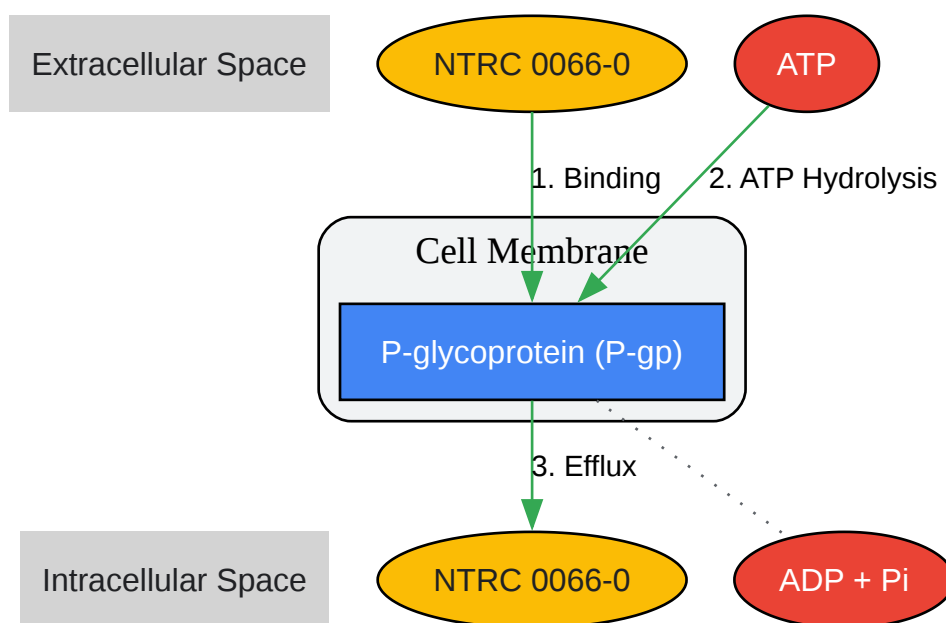 Extracellular Space
NTRC 0066-0
ATP
1. Binding
2. ATP Hydrolysis
Cell Membrane
P-glycoprotein (P-gp)
3. Efflux
Intracellular Space
NTRC 0066-0
ADP + Pi